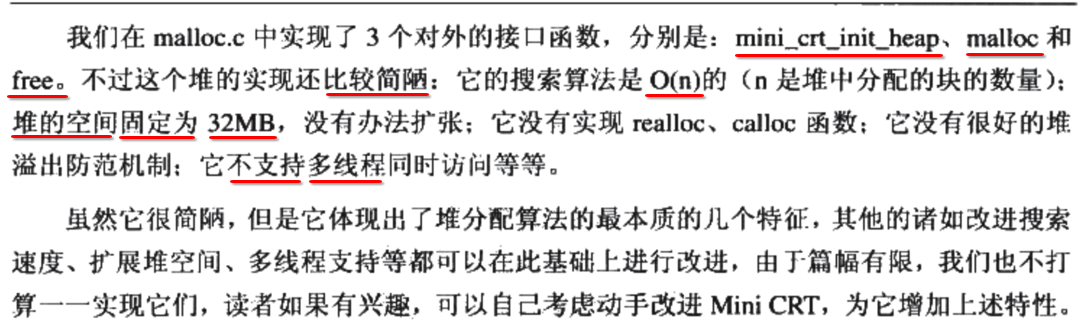 我们在 malloc.c 中实现了 3 个对外的接口函数，分别是：mini_crt_init_heap、malloc 和
free。不过这个堆的实现还比较简陋：它的搜索算法是 O(n)的（n 是堆中分配的块的数量）；
堆的空间固定为 32MB，没有办法扩张；它没有实现 realloc、calloc 函数；它没有很好的堆
溢出防范机制；它不支持多线程同时访问等等。
虽然它很简陋，但是它体现出了堆分配算法的最本质的几个特征，其他的诸如改进搜索
速度、扩展堆空间、多线程支持等都可以在此基础上进行改进，由于篇幅有限，我们也不打
算一一实现它们，读者如果有兴趣，可以自己考虑动手改进 Mini CRT，为它增加上述特性。